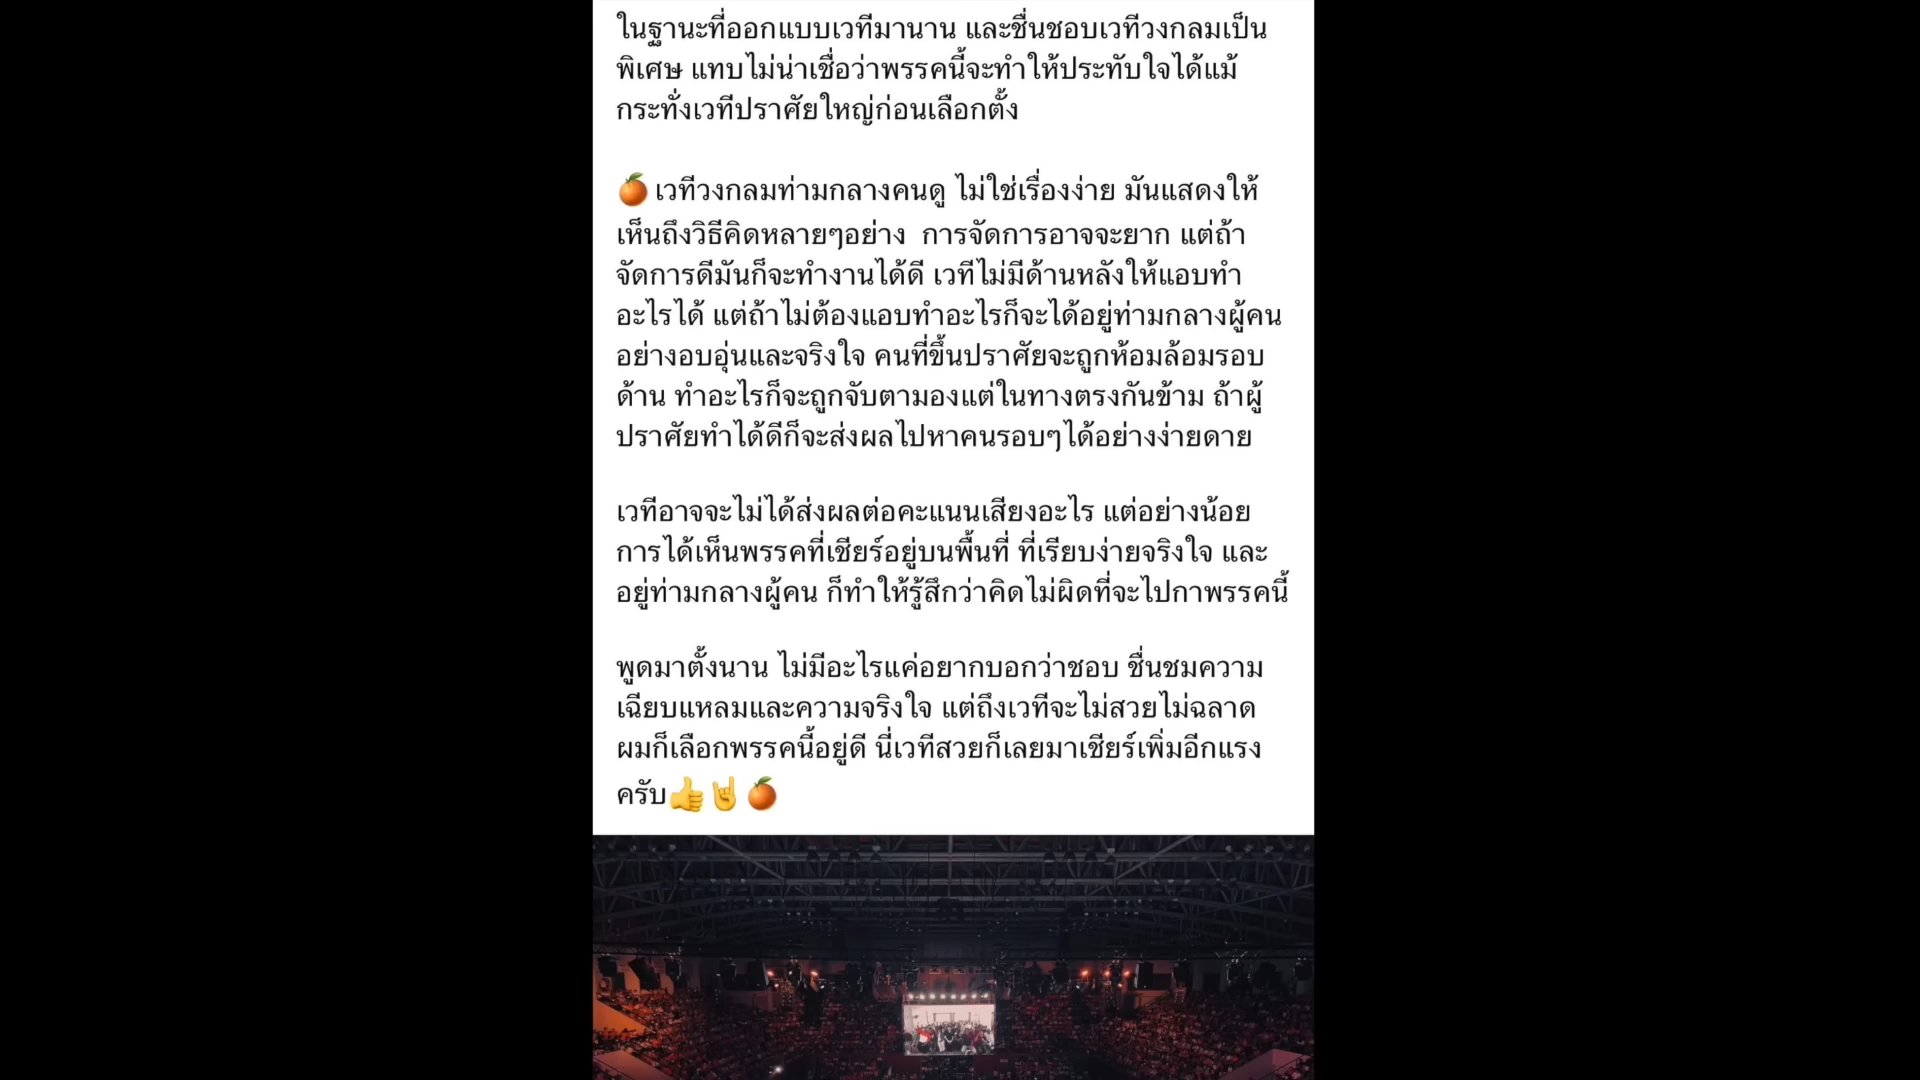 ในฐานะที่ออกแบบเวทีมานาน และชื่นชอบเวทีวงกลมเป็น
พิเศษ แทบไม่น่าเชื่อว่าพรรคนี้จะทำให้ประทับใจได้แม้
กระทั่งเวทีปราศัยใหญ่ก่อนเลือกตั้ง
🍊 เวทีวงกลมท่ามกลางคนดู ไม่ใช่เรื่องง่าย มันแสดงให้
เห็นถึงวิธีคิดหลายๆอย่าง  การจัดการอาจจะยาก แต่ถ้า
จัดการดีมันก็จะทำงานได้ดี เวทีไม่มีด้านหลังให้แอบทำ
อะไรได้ แต่ถ้าไม่ต้องแอบทำอะไรก็จะได้อยู่ท่ามกลางผู้คน
อย่างอบอุ่นและจริงใจ คนที่ขึ้นปราศัยจะถูกห้อมล้อมรอบ
ด้าน ทำอะไรก็จะถูกจับตามองแต่ในทางตรงกันข้าม ถ้าผู้
ปราศัยทำได้ดีก็จะส่งผลไปหาคนรอบๆได้อย่างง่ายดาย
เวทีอาจจะไม่ได้ส่งผลต่อคะแนนเสียงอะไร แต่อย่างน้อย
การได้เห็นพรรคที่เชียร์อยู่บนพื้นที่ ที่เรียบง่ายจริงใจ และ
อยู่ท่ามกลางผู้คน ก็ทำให้รู้สึกว่าคิดไม่ผิดที่จะไปกาพรรคนี้
พูดมาตั้งนาน ไม่มีอะไรแค่อยากบอกว่าชอบ ชื่นชมความ
เฉียบแหลมและความจริงใจ แต่ถึงเวทีจะไม่สวยไม่ฉลาด
ผมก็เลือกพรรคนี้อยู่ดี นี่เวทีสวยก็เลยมาเชียร์เพิ่มอีกแรง
ครับ👍🤘🍊